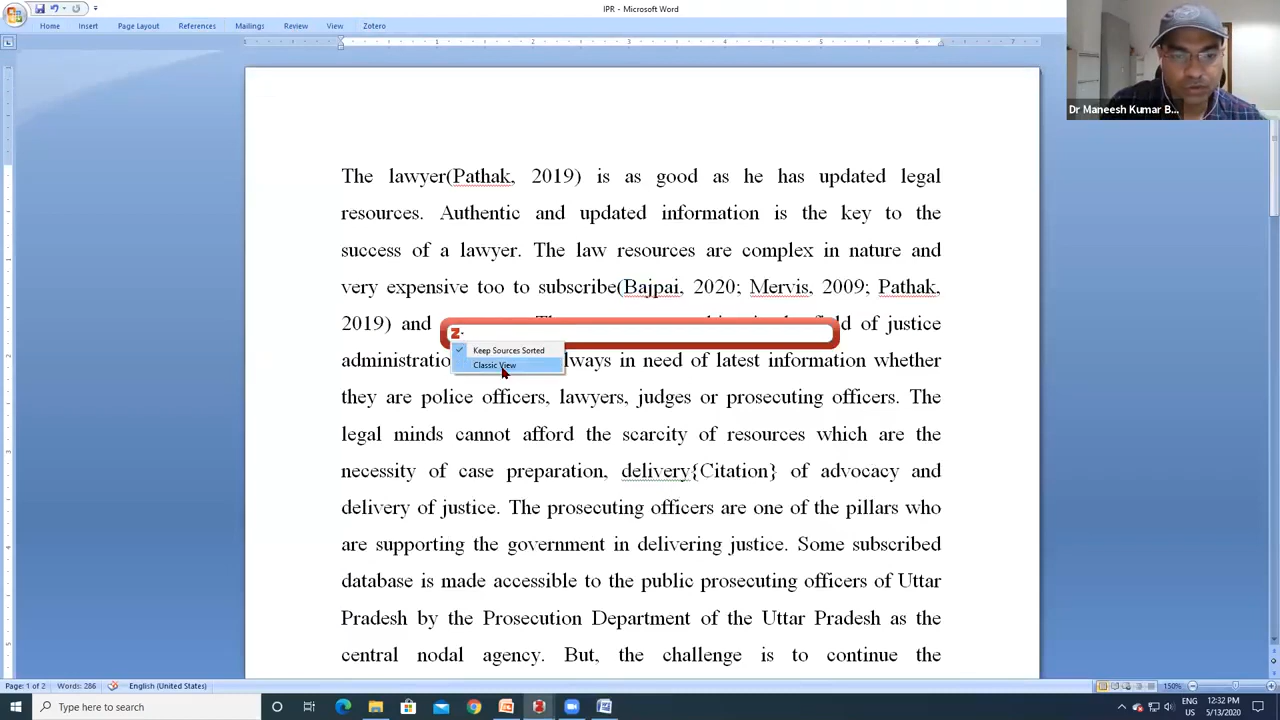 IPR - Microsoft Word
Home Insert Page Layout References Mailings Review View Zotero
1 2 3 4 5 6 7
Dr Maneesh Kumar B...
The lawyer(Pathak, 2019) is as good as he has updated legal
resources. Authentic and updated information is the key to the
success of a lawyer. The law resources are complex in nature and
very expensive too to subscribe(Bajpai, 2020; Mervis, 2009; Pathak,
2019) and field of justice
Z
Keep Sources Sorted
administratio always in need of latest information whether
Classic View
they are police officers, lawyers, judges or prosecuting officers. The
legal minds cannot afford the scarcity of resources which are the
necessity of case preparation, delivery{Citation} of advocacy and
delivery of justice. The prosecuting officers are one of the pillars who
are supporting the government in delivering justice. Some subscribed
database is made accessible to the public prosecuting officers of Uttar
Pradesh by the Prosecution Department of the Uttar Pradesh as the
central nodal agency. But, the challenge is to continue the
Page: 1 of 2 Words: 286 English (United States) 150%
Type here to search
ENG
US
12:32 PM
5/13/2020